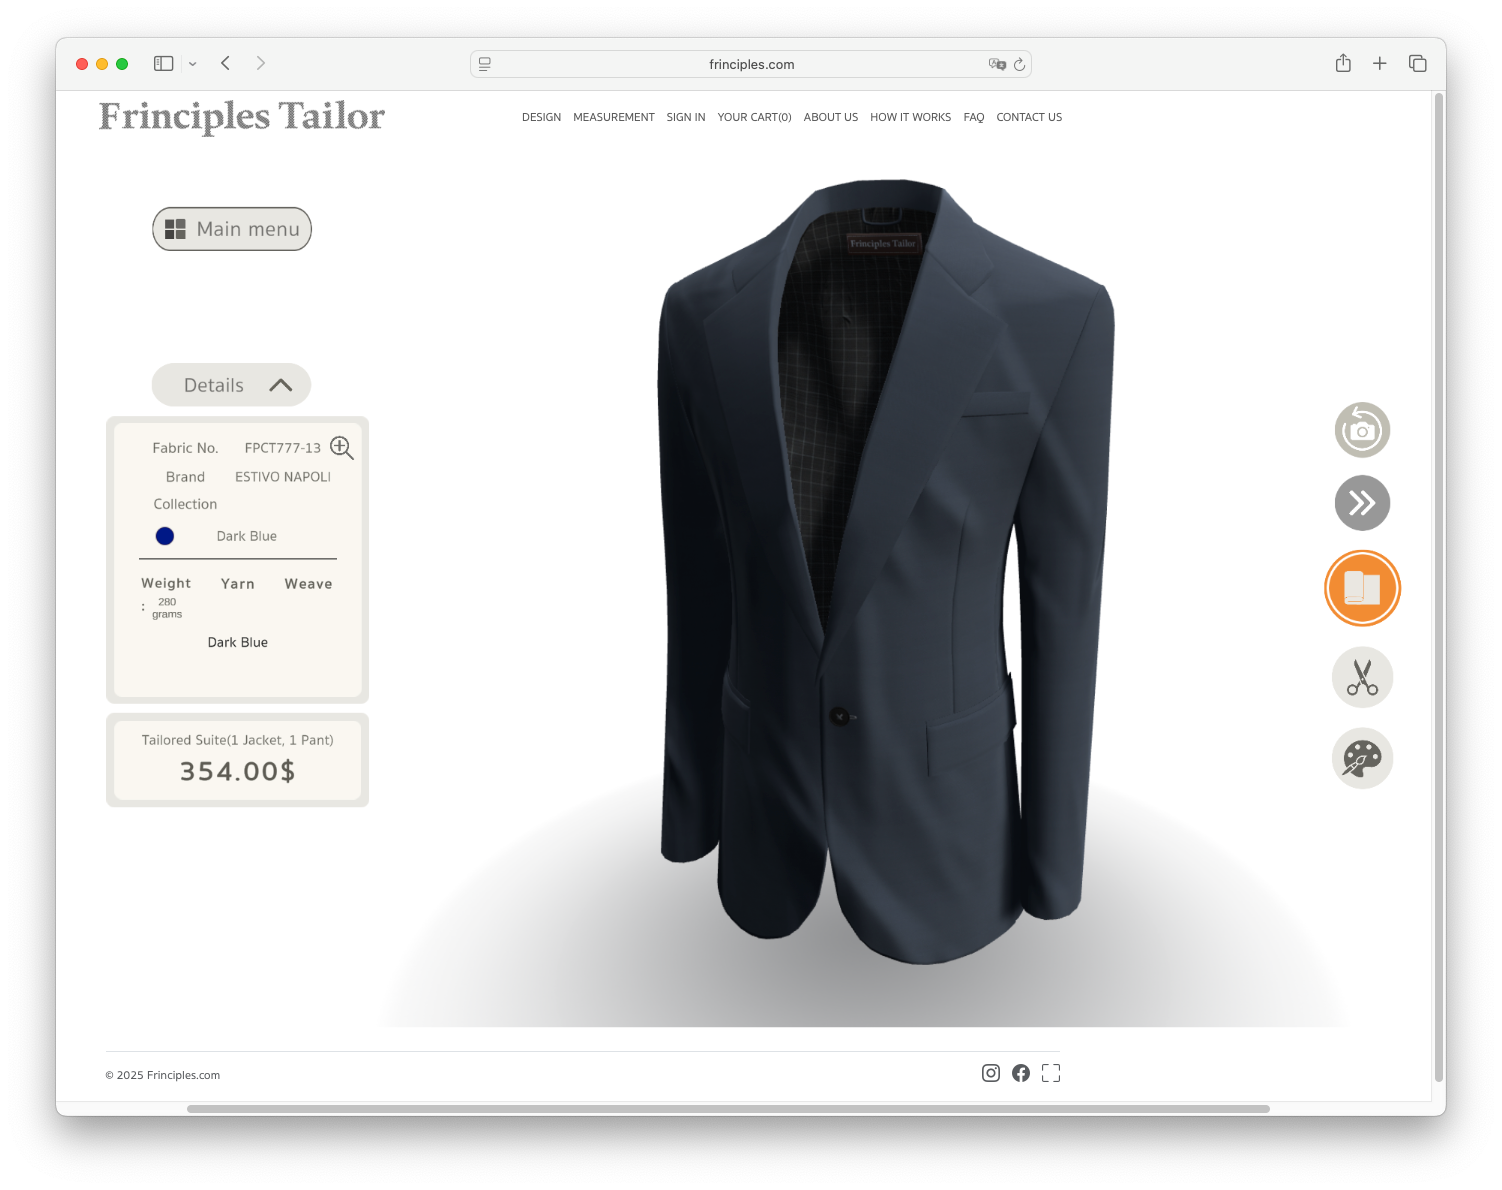 frinciples.com
Frinciples Tailor
DESIGN MEASUREMENT SIGN IN YOUR CART(0) ABOUT US HOW IT WORKS FAQ CONTACT US
Main menu
Frinciples Tailor
Details
Fabric No. FPCT777-13
Brand ESTIVO NAPOLI
Collection
Dark Blue
Weight Yarn Weave
: 280
grams
Dark Blue
Tailored Suite(1 Jacket, 1 Pant)
354.00$
© 2025 Frinciples.com